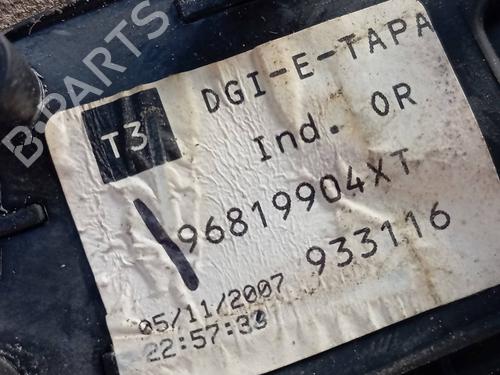 B-PARTS
T3
DGI-E-TAPA
Ind. 0R
96819904XT
933116
05/11/2007
22:57:39